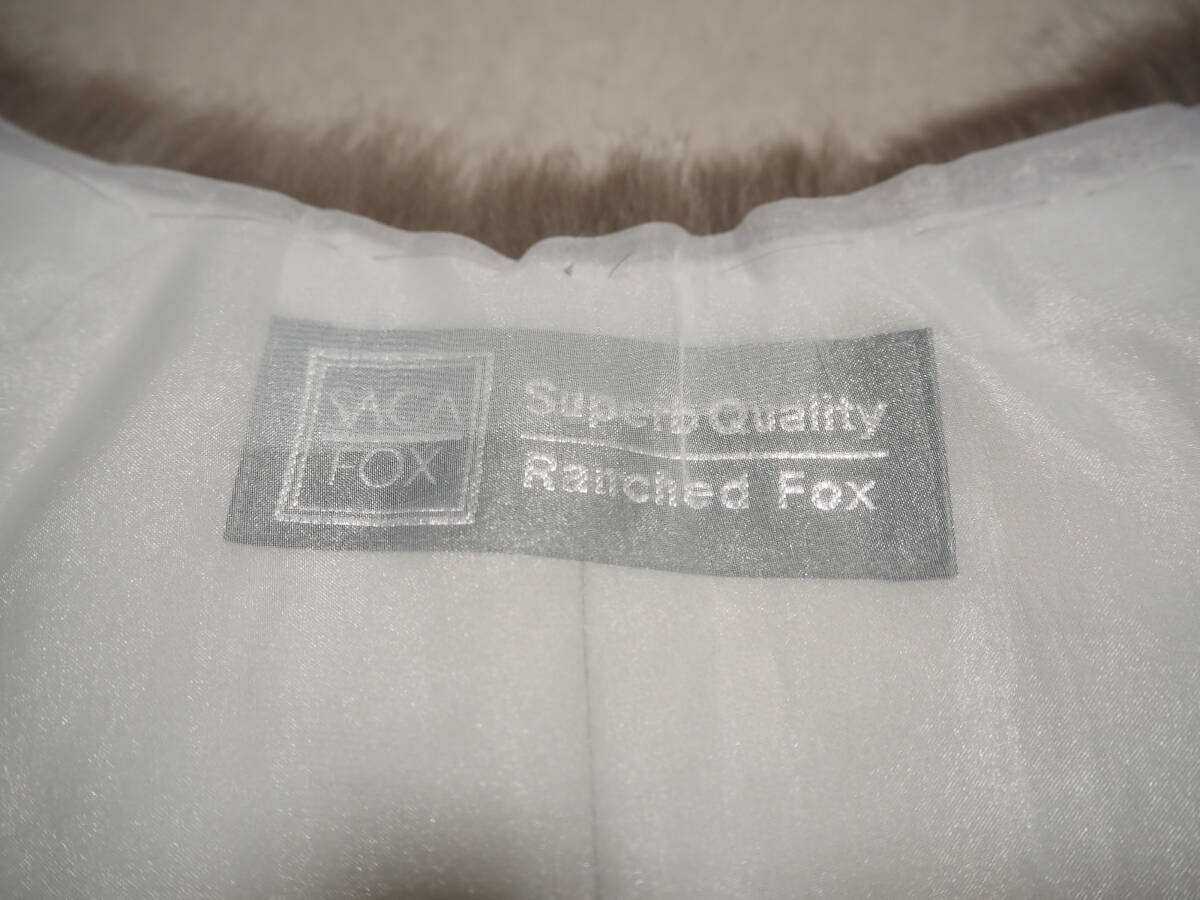 SAGA
FOX
Superb Quality
Ranched Fox